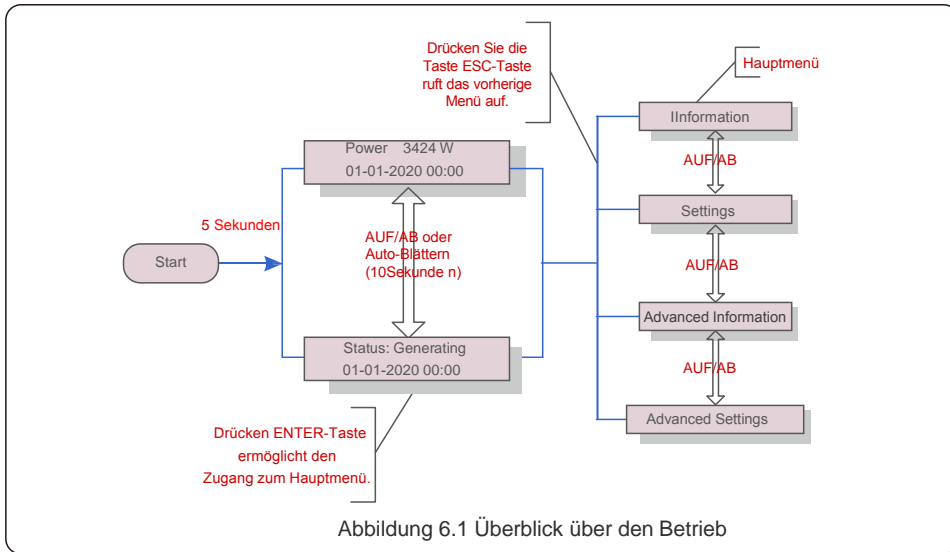 Drücken Sie die
Taste ESC-Taste
ruft das vorherige
Menü auf.
Hauptmenü
Power 3424 W
01-01-2020 00:00
IInformation
AUF/AB
5 Sekunden
Settings
Start
AUF/AB oder
Auto-Blättern
(10Sekunde n)
AUF/AB
Advanced Information
Status: Generating
01-01-2020 00:00
AUF/AB
Advanced Settings
Drücken ENTER-Taste
ermöglicht den
Zugang zum Hauptmenü.
Abbildung 6.1 Überblick über den Betrieb